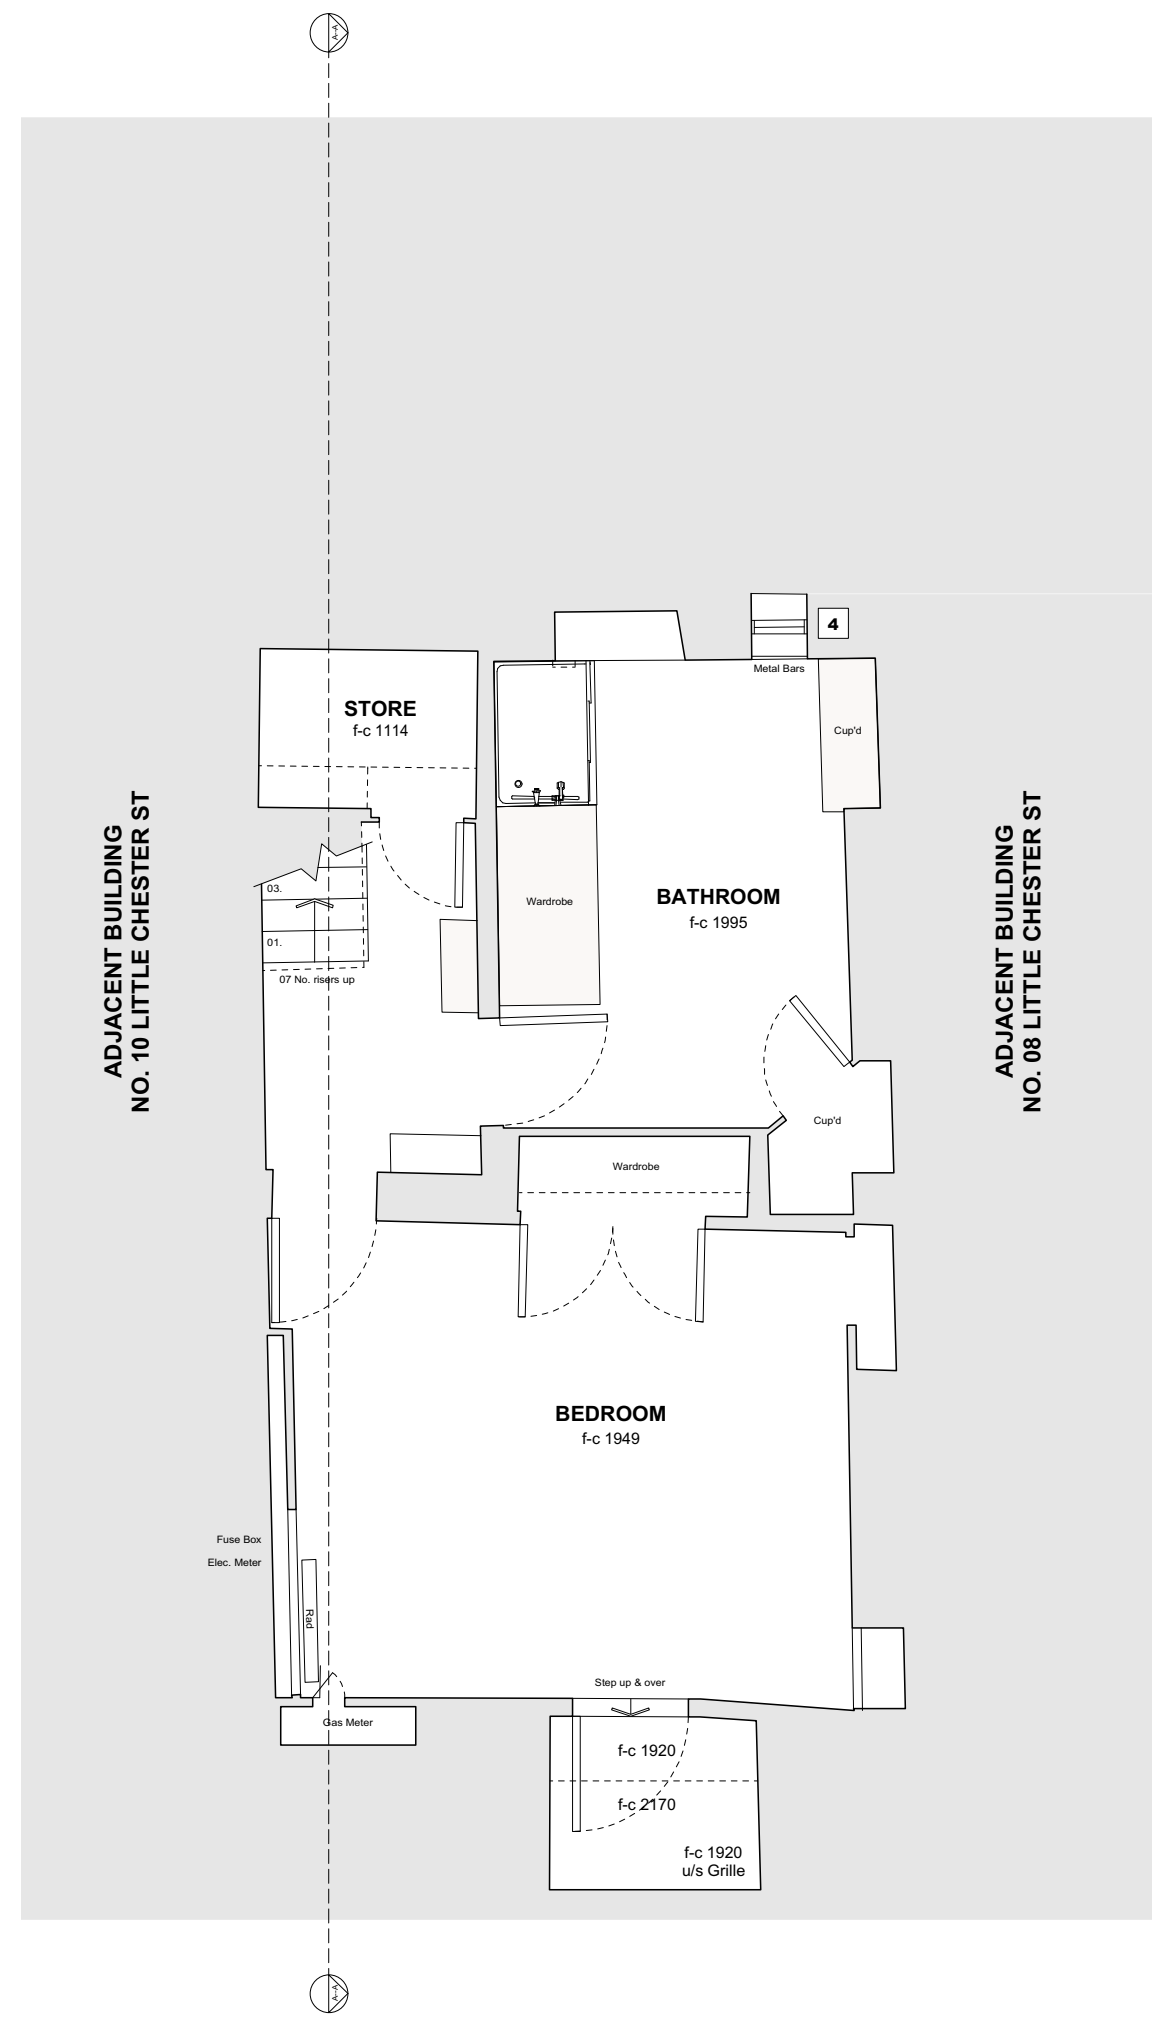 A–A
4
Metal Bars
STORE
f-c 1114
Cup'd
ADJACENT BUILDING
NO. 10 LITTLE CHESTER ST
ADJACENT BUILDING
NO. 08 LITTLE CHESTER ST
03.
Wardrobe
BATHROOM
f-c 1995
01.
07 No. risers up
Cup'd
Wardrobe
BEDROOM
f-c 1949
Fuse Box
Elec. Meter
Rad
Step up & over
Gas Meter
f-c 1920
f-c 2170
f-c 1920
u/s Grille
A–A